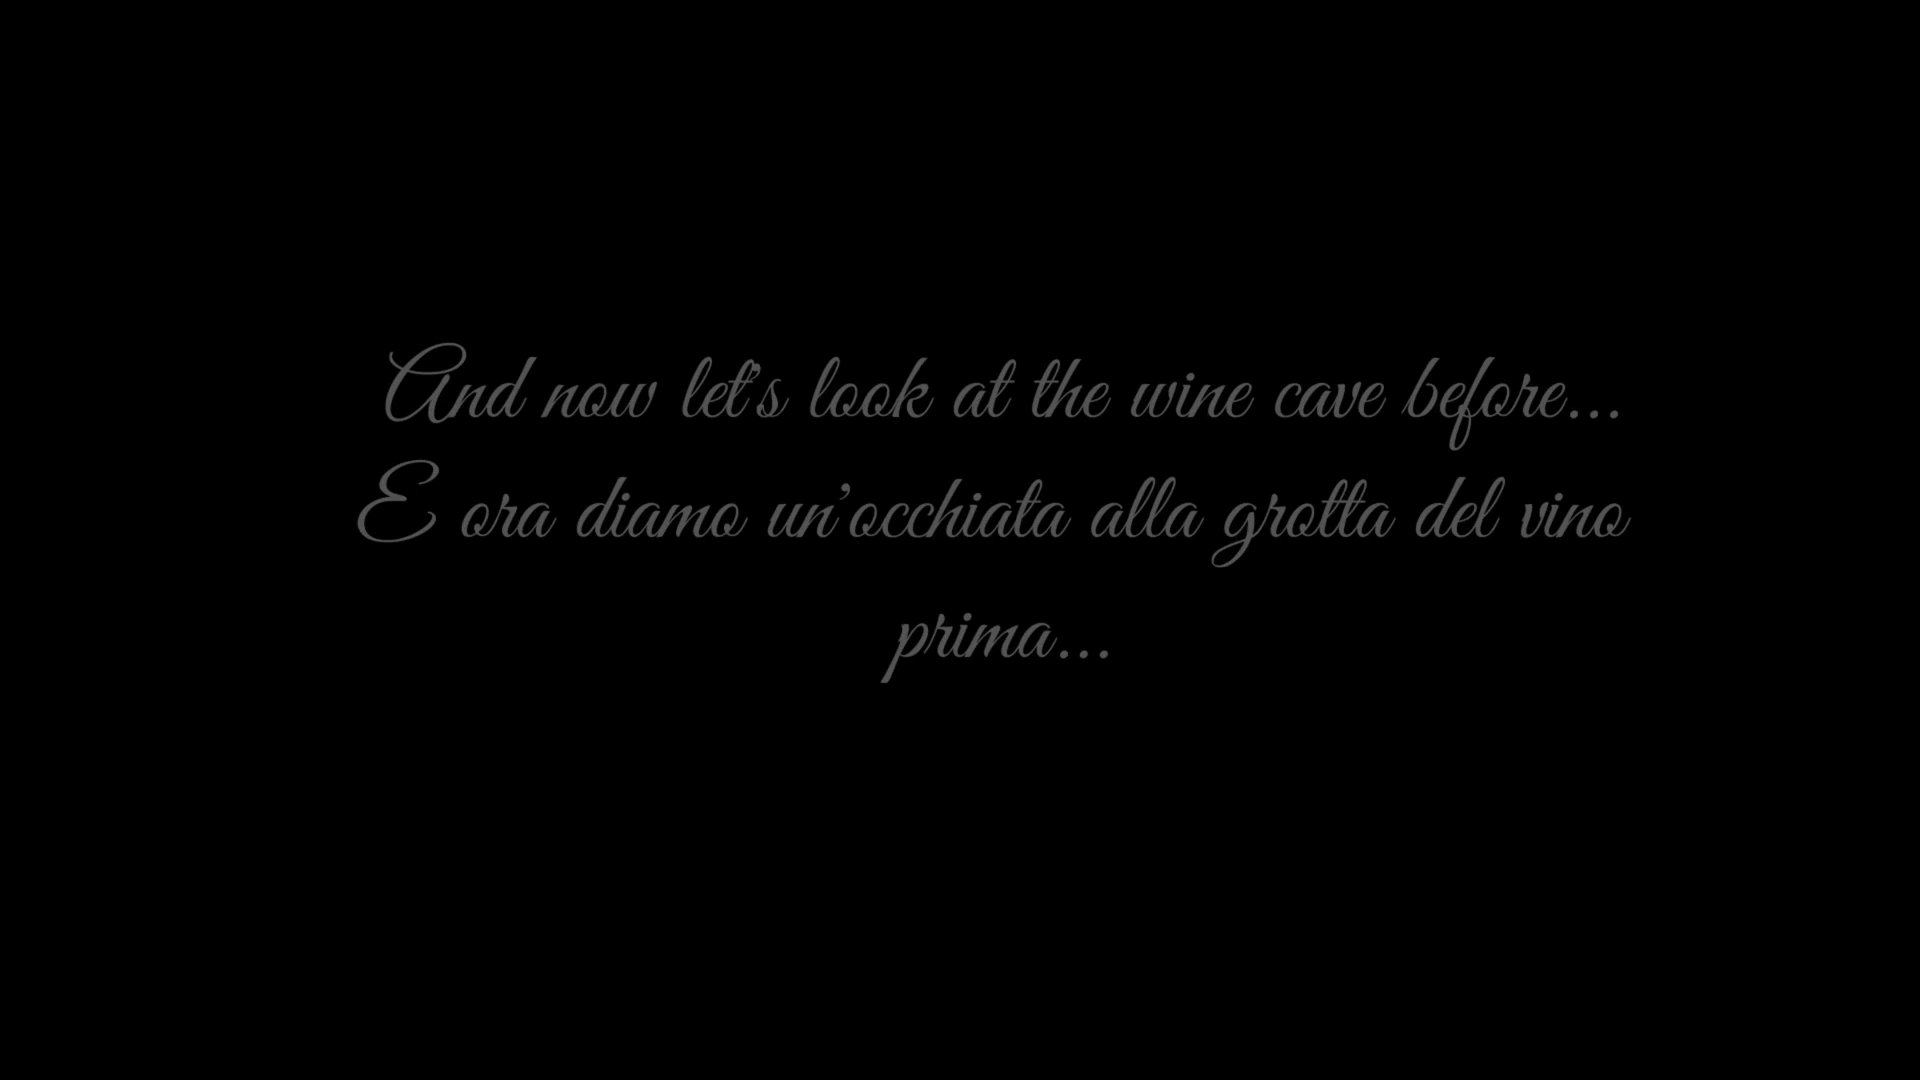 And now let's look at the wine cave before...
E ora diamo un'occhiata alla grotta del vino
prima...